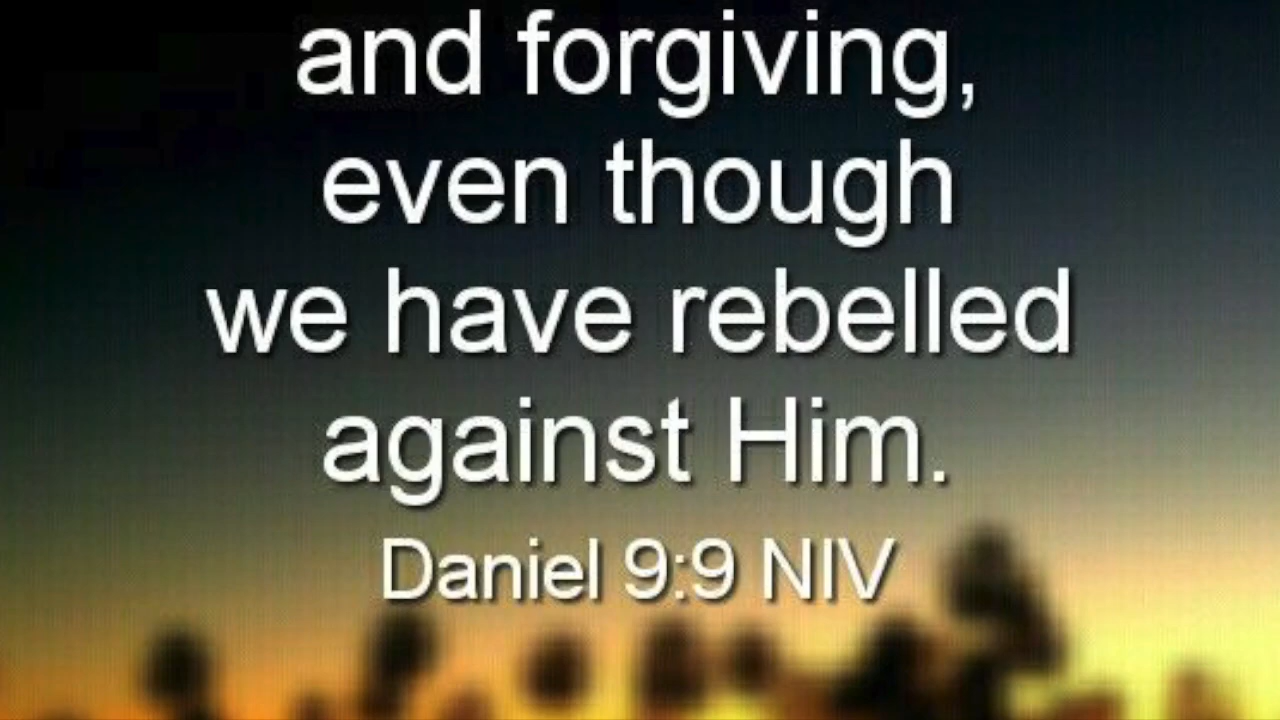 and forgiving,
even though
we have rebelled
against Him.
Daniel 9:9 NIV